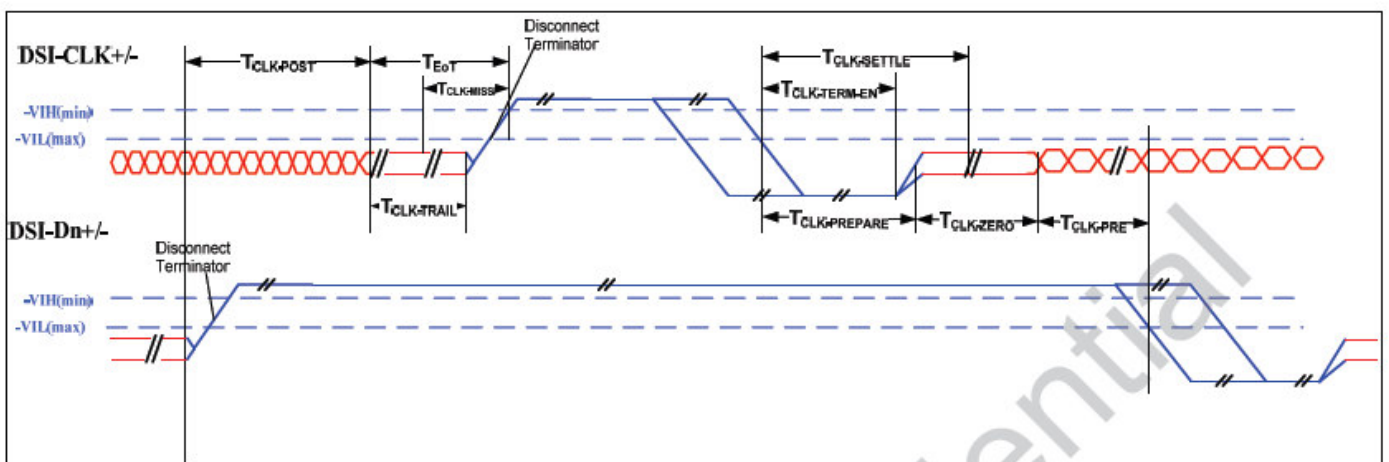 Disconnect
Terminator
DSI-CLK+/-
TCLK-POST
TEoT
TCLK-SETTLE
TCLK-MISS
TCLK-TERM-EN
-VIH(min)
-VIL(max)
TCLK-TRAIL
TCLK-PREPARE
TCLK-ZERO
TCLK-PRE
DSI-Dn+/-
Disconnect
Terminator
-VIH(min)
-VIL(max)